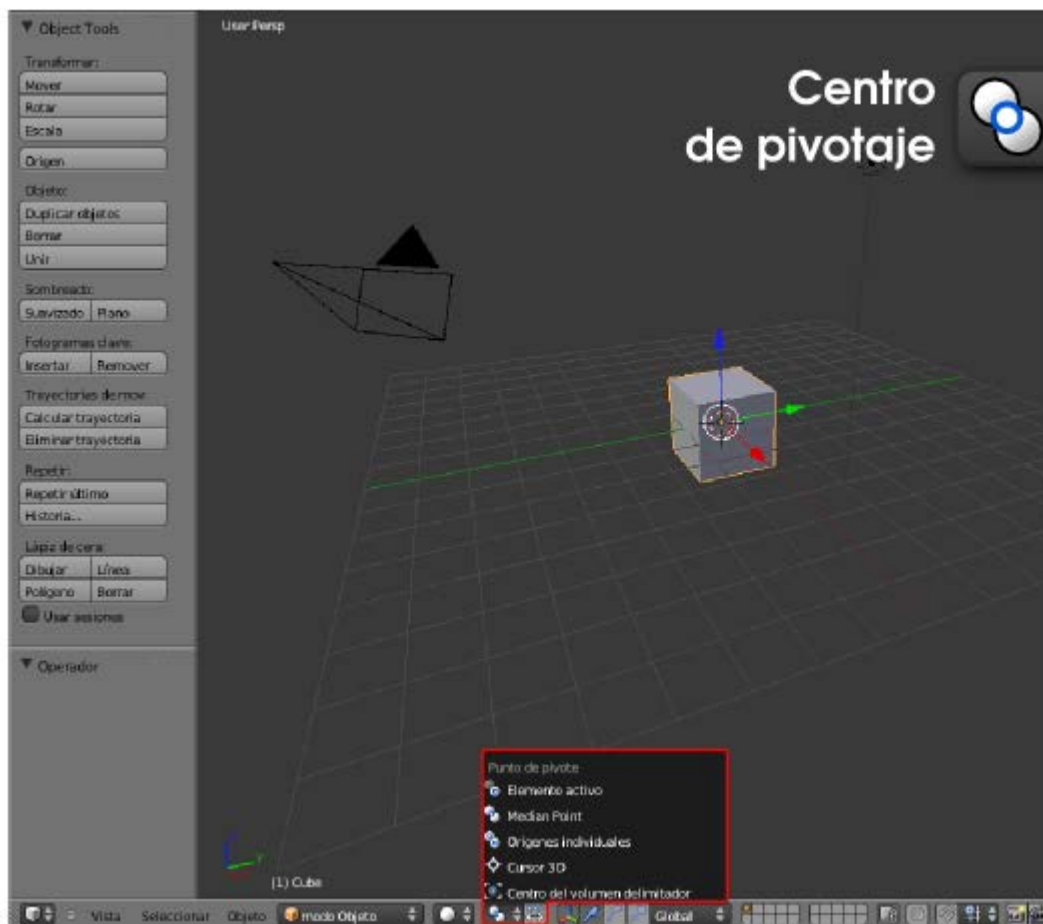 Object Tools
Transformar:
Mover
Rotar
Escala
Origen
Objeto:
Duplicar objetos
Borrar
Unir
Sombreado:
Suavizado Plano
Fotogramas clave:
Insertar Remover
Trayectorias de mov
Calcular trayectoria
Eliminar trayectoria
Repetir:
Repetir último
Historia...
Lápiz de cera:
Dibujar Línea
Polígono Borrar
Usar sesiones
Operador
User Persp
Centro
de pivotaje
Punto de pivote
Elemento activo
Median Point
Orígenes individuales
Cursor 3D
Centro del volumen delimitador
(1) Cube
Vista Seleccionar Objeto modo Objeto Global